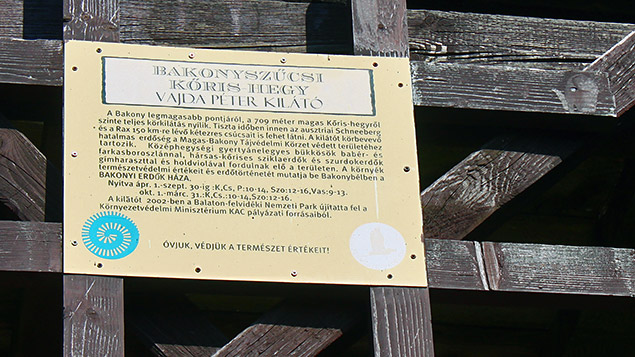 BAKONYSZŰCSI
KŐRIS-HEGY
VAJDA PÉTER KILÁTÓ
A Bakony legmagasabb pontjáról, a 709 méter magas Kőris-hegyről
szinte teljes körkilátás nyílik. Tiszta időben innen az ausztriai Schneeberg
és a Rax 150 km-re lévő kétezres csúcsait is lehet látni. A kilátót körbevevő
hatalmas erdőség a Magas-Bakony Tájvédelmi Körzet védett területéhez
tartozik. Középhegységi gyertyánelegyes bükkösök babér- és
farkasboroszlánnal, hársas-kőrises sziklaerdők és szurdokerdők
gímharaszttal és holdviolával fordulnak elő a területen. A környék
természetvédelmi értékeit és erdőtörténetét mutatja be Bakonybélben a
BAKONYI ERDŐK HÁZA.
Nyitva ápr. 1.-szept. 30-ig :K,Cs, P:10-14, Szo:12-16,Vas:9-13.
okt. 1.-márc. 31.-K,Cs,P:10-14,Szo:12-16.
A kilátót 2002-ben a Balaton-felvidéki Nemzeti Park újította fel a
Környezetvédelmi Minisztérium KAC pályázati forrásaiból.
ÓVJUK, VÉDJÜK A TERMÉSZET ÉRTÉKEIT!